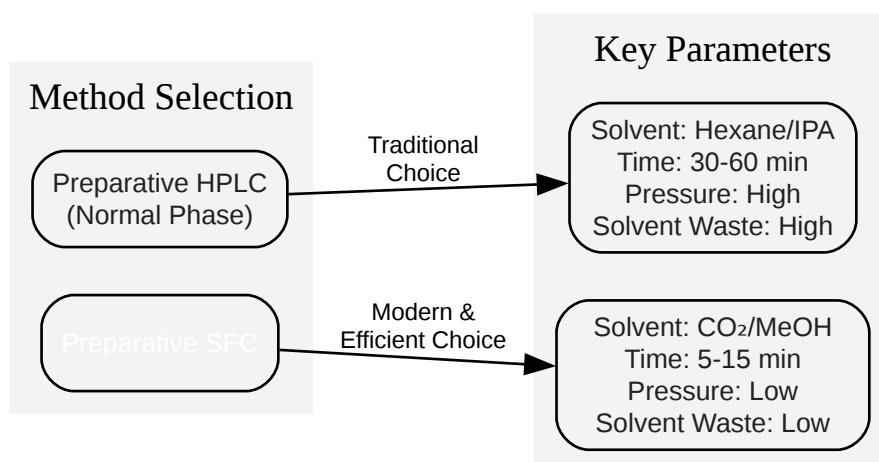 Method Selection
Preparative HPLC
(Normal Phase)
Preparative SFC
Traditional
Choice
Modern &
Efficient Choice
Key Parameters
Solvent: Hexane/IPA
Time: 30-60 min
Pressure: High
Solvent Waste: High
Solvent: CO₂/MeOH
Time: 5-15 min
Pressure: Low
Solvent Waste: Low